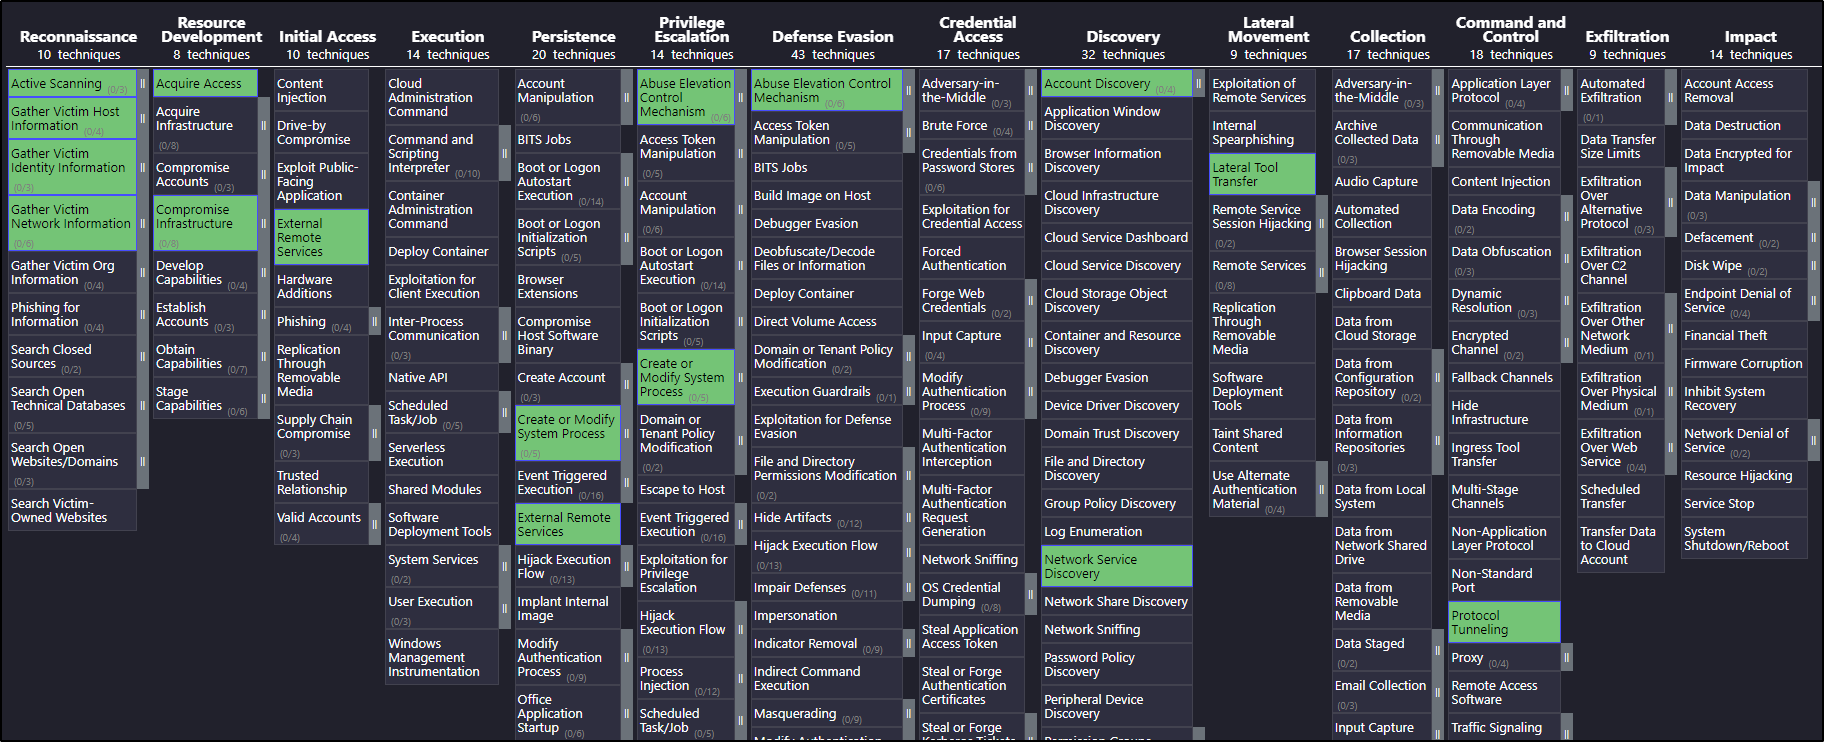 Reconnaissance
10 techniques
Active Scanning (0/3)
Gather Victim Host
Information (0/4)
Gather Victim
Identity Information
(0/3)
Gather Victim
Network Information
(0/6)
Gather Victim Org
Information (0/4)
Phishing for
Information (0/4)
Search Closed
Sources (0/2)
Search Open
Technical Databases
(0/5)
Search Open
Websites/Domains
(0/3)
Search Victim-
Owned Websites
Resource
Development
8 techniques
Acquire Access
Acquire
Infrastructure
(0/8)
Compromise
Accounts (0/3)
Compromise
Infrastructure
(0/8)
Develop
Capabilities (0/4)
Establish
Accounts (0/3)
Obtain
Capabilities (0/7)
Stage
Capabilities (0/6)
Initial Access
10 techniques
Content
Injection
Drive-by
Compromise
Exploit Public-
Facing
Application
External
Remote
Services
Hardware
Additions
Phishing (0/4)
Replication
Through
Removable
Media
Supply Chain
Compromise
(0/3)
Trusted
Relationship
Valid Accounts
(0/4)
Execution
14 techniques
Cloud
Administration
Command
Command and
Scripting
Interpreter (0/10)
Container
Administration
Command
Deploy Container
Exploitation for
Client Execution
Inter-Process
Communication
(0/3)
Native API
Scheduled
Task/Job (0/5)
Serverless
Execution
Shared Modules
Software
Deployment Tools
System Services
(0/2)
User Execution
(0/3)
Windows
Management
Instrumentation
Persistence
20 techniques
Account
Manipulation
(0/6)
BITS Jobs
Boot or Logon
Autostart
Execution (0/14)
Boot or Logon
Initialization
Scripts (0/5)
Browser
Extensions
Compromise
Host Software
Binary
Create Account
(0/3)
Create or Modify
System Process
(0/5)
Event Triggered
Execution (0/16)
External Remote
Services
Hijack Execution
Flow (0/13)
Implant Internal
Image
Modify
Authentication
Process (0/9)
Office
Application
Startup (0/6)
Privilege
Escalation
14 techniques
Abuse Elevation
Control
Mechanism (0/6)
Access Token
Manipulation
(0/5)
Account
Manipulation
(0/6)
Boot or Logon
Autostart
Execution (0/14)
Boot or Logon
Initialization
Scripts (0/5)
Create or
Modify System
Process (0/5)
Domain or
Tenant Policy
Modification
(0/2)
Escape to Host
Event Triggered
Execution (0/16)
Exploitation for
Privilege
Escalation
Hijack
Execution Flow
(0/13)
Process
Injection (0/12)
Scheduled
Task/Job (0/5)
Defense Evasion
43 techniques
Abuse Elevation Control
Mechanism (0/6)
Access Token
Manipulation (0/5)
BITS Jobs
Build Image on Host
Debugger Evasion
Deobfuscate/Decode
Files or Information
Deploy Container
Direct Volume Access
Domain or Tenant Policy
Modification (0/2)
Execution Guardrails (0/1)
Exploitation for Defense
Evasion
File and Directory
Permissions Modification
(0/2)
Hide Artifacts (0/12)
Hijack Execution Flow
(0/13)
Impair Defenses (0/11)
Impersonation
Indicator Removal (0/9)
Indirect Command
Execution
Masquerading (0/9)
Modify Authentication
Credential
Access
17 techniques
Adversary-in-
the-Middle (0/3)
Brute Force (0/4)
Credentials from
Password Stores
(0/6)
Exploitation for
Credential Access
Forced
Authentication
Forge Web
Credentials (0/2)
Input Capture
(0/4)
Modify
Authentication
Process (0/9)
Multi-Factor
Authentication
Interception
Multi-Factor
Authentication
Request
Generation
Network Sniffing
OS Credential
Dumping (0/8)
Steal Application
Access Token
Steal or Forge
Authentication
Certificates
Steal or Forge
Kerberos Tickets
Discovery
32 techniques
Account Discovery (0/4)
Application Window
Discovery
Browser Information
Discovery
Cloud Infrastructure
Discovery
Cloud Service Dashboard
Cloud Service Discovery
Cloud Storage Object
Discovery
Container and Resource
Discovery
Debugger Evasion
Device Driver Discovery
Domain Trust Discovery
File and Directory
Discovery
Group Policy Discovery
Log Enumeration
Network Service
Discovery
Network Share Discovery
Network Sniffing
Password Policy
Discovery
Peripheral Device
Discovery
Permission Groups
Lateral
Movement
9 techniques
Exploitation of
Remote Services
Internal
Spearphishing
Lateral Tool
Transfer
Remote Service
Session Hijacking
(0/2)
Remote Services
(0/8)
Replication
Through
Removable
Media
Software
Deployment
Tools
Taint Shared
Content
Use Alternate
Authentication
Material (0/4)
Collection
17 techniques
Adversary-in-
the-Middle (0/3)
Archive
Collected Data
(0/3)
Audio Capture
Automated
Collection
Browser Session
Hijacking
Clipboard Data
Data from
Cloud Storage
Data from
Configuration
Repository (0/2)
Data from
Information
Repositories
(0/3)
Data from Local
System
Data from
Network Shared
Drive
Data from
Removable
Media
Data Staged
(0/2)
Email Collection
(0/3)
Input Capture
Command and
Control
18 techniques
Application Layer
Protocol (0/4)
Communication
Through
Removable Media
Content Injection
Data Encoding
(0/2)
Data Obfuscation
(0/3)
Dynamic
Resolution (0/3)
Encrypted
Channel (0/2)
Fallback Channels
Hide
Infrastructure
Ingress Tool
Transfer
Multi-Stage
Channels
Non-Application
Layer Protocol
Non-Standard
Port
Protocol
Tunneling
Proxy (0/4)
Remote Access
Software
Traffic Signaling
Exfiltration
9 techniques
Automated
Exfiltration
(0/1)
Data Transfer
Size Limits
Exfiltration
Over
Alternative
Protocol (0/3)
Exfiltration
Over C2
Channel
Exfiltration
Over Other
Network
Medium (0/1)
Exfiltration
Over Physical
Medium (0/1)
Exfiltration
Over Web
Service (0/4)
Scheduled
Transfer
Transfer Data
to Cloud
Account
Impact
14 techniques
Account Access
Removal
Data Destruction
Data Encrypted for
Impact
Data Manipulation
(0/3)
Defacement (0/2)
Disk Wipe (0/2)
Endpoint Denial of
Service (0/4)
Financial Theft
Firmware Corruption
Inhibit System
Recovery
Network Denial of
Service (0/2)
Resource Hijacking
Service Stop
System
Shutdown/Reboot